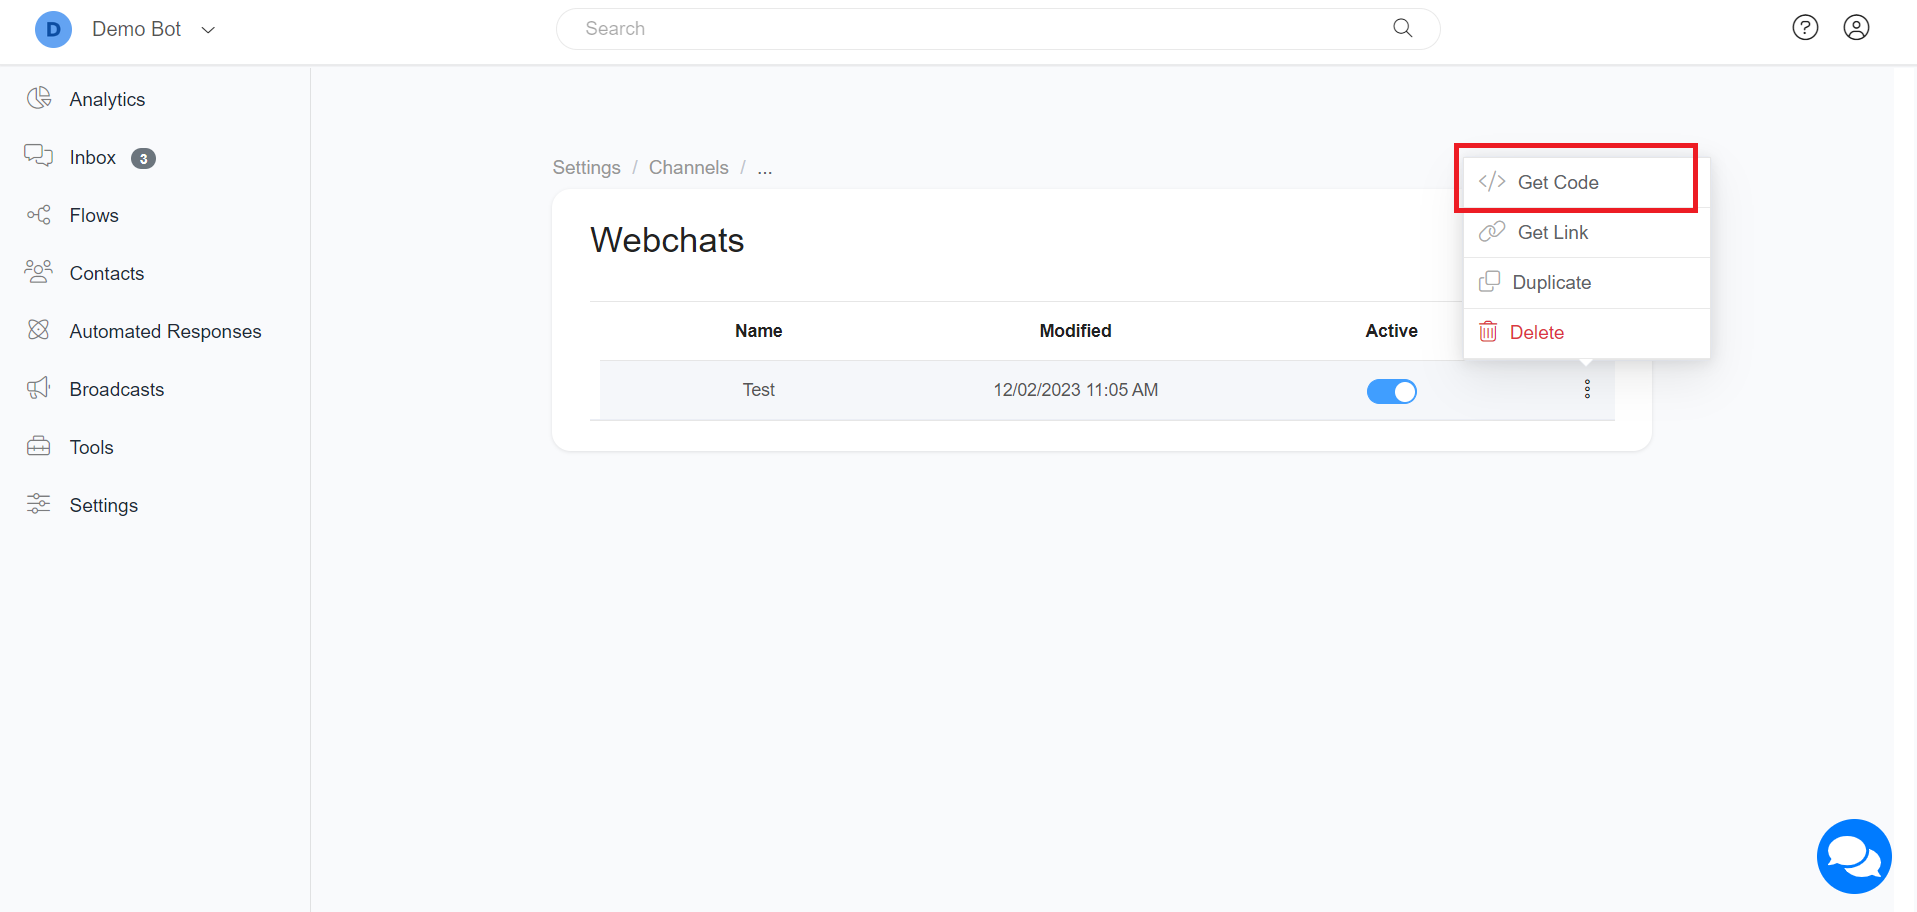 D Demo Bot
Search
Analytics
Inbox 3
Flows
Contacts
Automated Responses
Broadcasts
Tools
Settings
Settings / Channels / ...
Webchats
Name Modified Active
Test 12/02/2023 11:05 AM
Get Code
Get Link
Duplicate
Delete